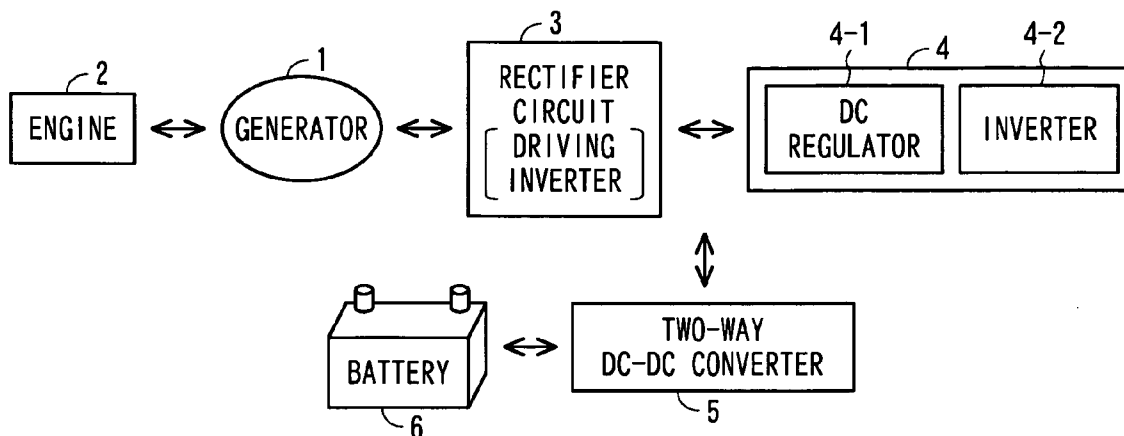 3
4-1
4
4-2
2
1
RECTIFIER
CIRCUIT
DRIVING
INVERTER
ENGINE
GENERATOR
DC
REGULATOR
INVERTER
BATTERY
TWO-WAY
DC-DC CONVERTER
6
5